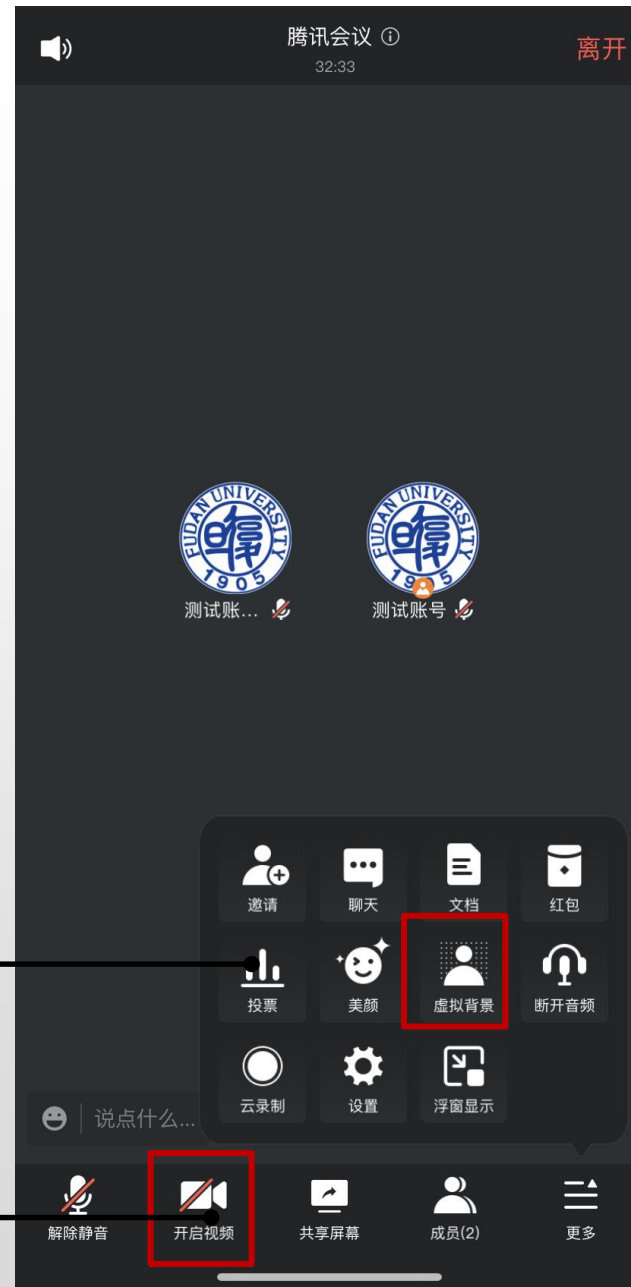 腾讯会议
离开
32:33
FUDAN UNIVERSITY
1905
FUDAN UNIVERSITY
1905
测试账...
测试账号
邀请
聊天
文档
红包
投票
美颜
虚拟背景
断开音频
云录制
设置
浮窗显示
说点什么...
解除静音
开启视频
共享屏幕
成员(2)
更多